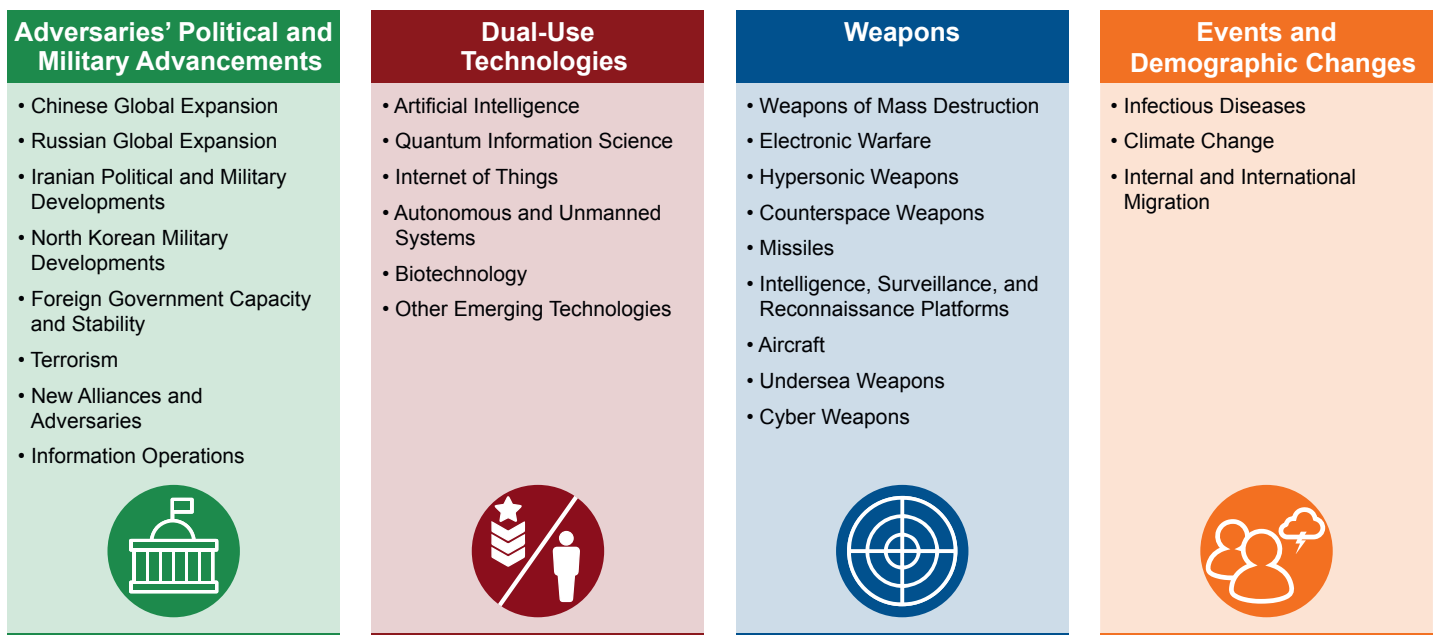 Adversaries' Political and
Military Advancements
• Chinese Global Expansion
• Russian Global Expansion
• Iranian Political and Military
Developments
• North Korean Military
Developments
• Foreign Government Capacity
and Stability
• Terrorism
• New Alliances and
Adversaries
• Information Operations
Dual-Use
Technologies
• Artificial Intelligence
• Quantum Information Science
• Internet of Things
• Autonomous and Unmanned
Systems
• Biotechnology
• Other Emerging Technologies
Weapons
• Weapons of Mass Destruction
• Electronic Warfare
• Hypersonic Weapons
• Counterspace Weapons
• Missiles
• Intelligence, Surveillance, and
Reconnaissance Platforms
• Aircraft
• Undersea Weapons
• Cyber Weapons
Events and
Demographic Changes
• Infectious Diseases
• Climate Change
• Internal and International
Migration